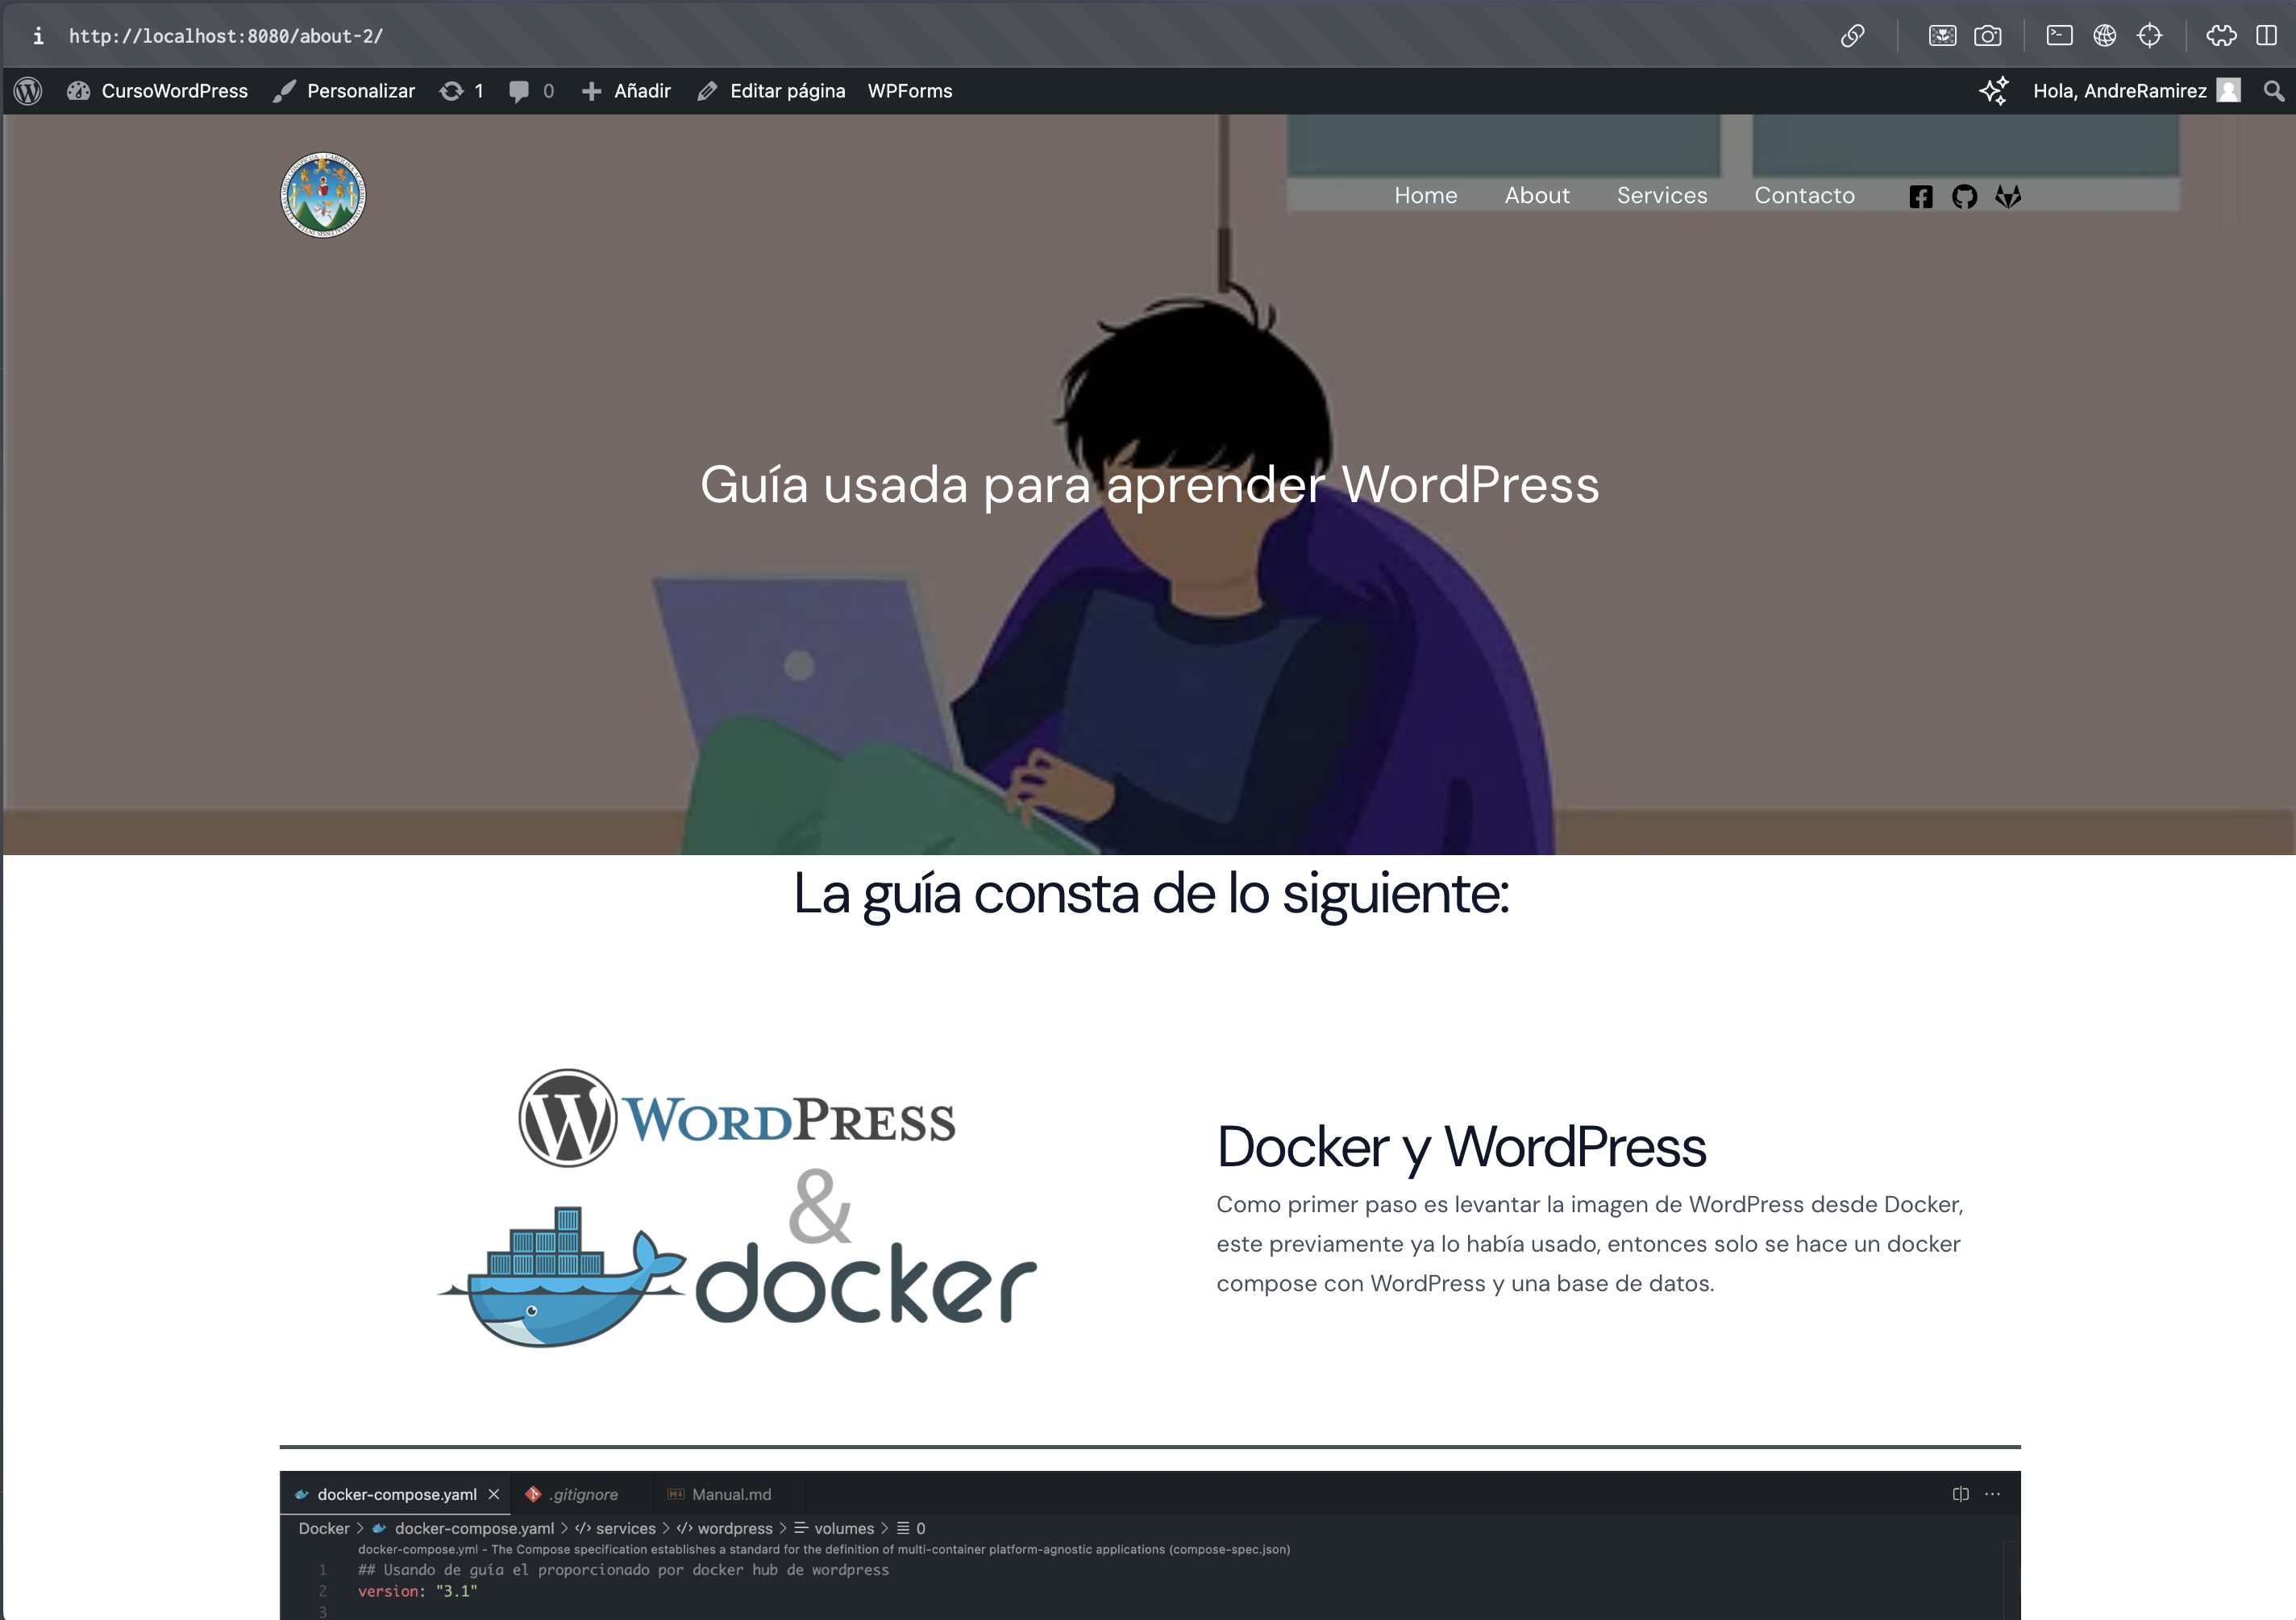 http://localhost:8080/about-2/
CursoWordPress Personalizar 1 0 Añadir Editar página WPForms Hola, AndreRamirez
Home About Services Contacto
Guía usada para aprender WordPress
La guía consta de lo siguiente:
WORDPRESS
&
docker
Docker y WordPress
Como primer paso es levantar la imagen de WordPress desde Docker,
este previamente ya lo había usado, entonces solo se hace un docker
compose con WordPress y una base de datos.
docker-compose.yaml .gitignore Manual.md
Docker > docker-compose.yaml > services > wordpress > volumes > 0
docker-compose.yml - The Compose specification establishes a standard for the definition of multi-container platform-agnostic applications (compose-spec.json)
1 ## Usando de guía el proporcionado por docker hub de wordpress
2 version: "3.1"
3